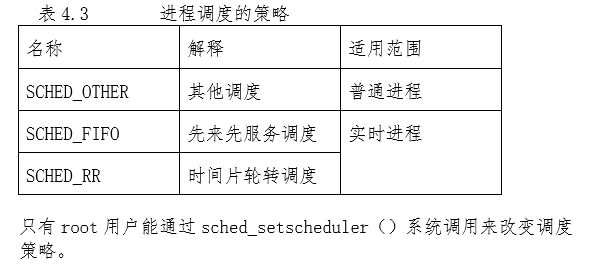 表 4.3 进程调度的策略
名称 解释 适用范围
SCHED_OTHER 其他调度 普通进程
SCHED_FIFO 先来先服务调度 实时进程
SCHED_RR 时间片轮转调度
只有 root 用户能通过 sched_setscheduler（）系统调用来改变调度
策略。